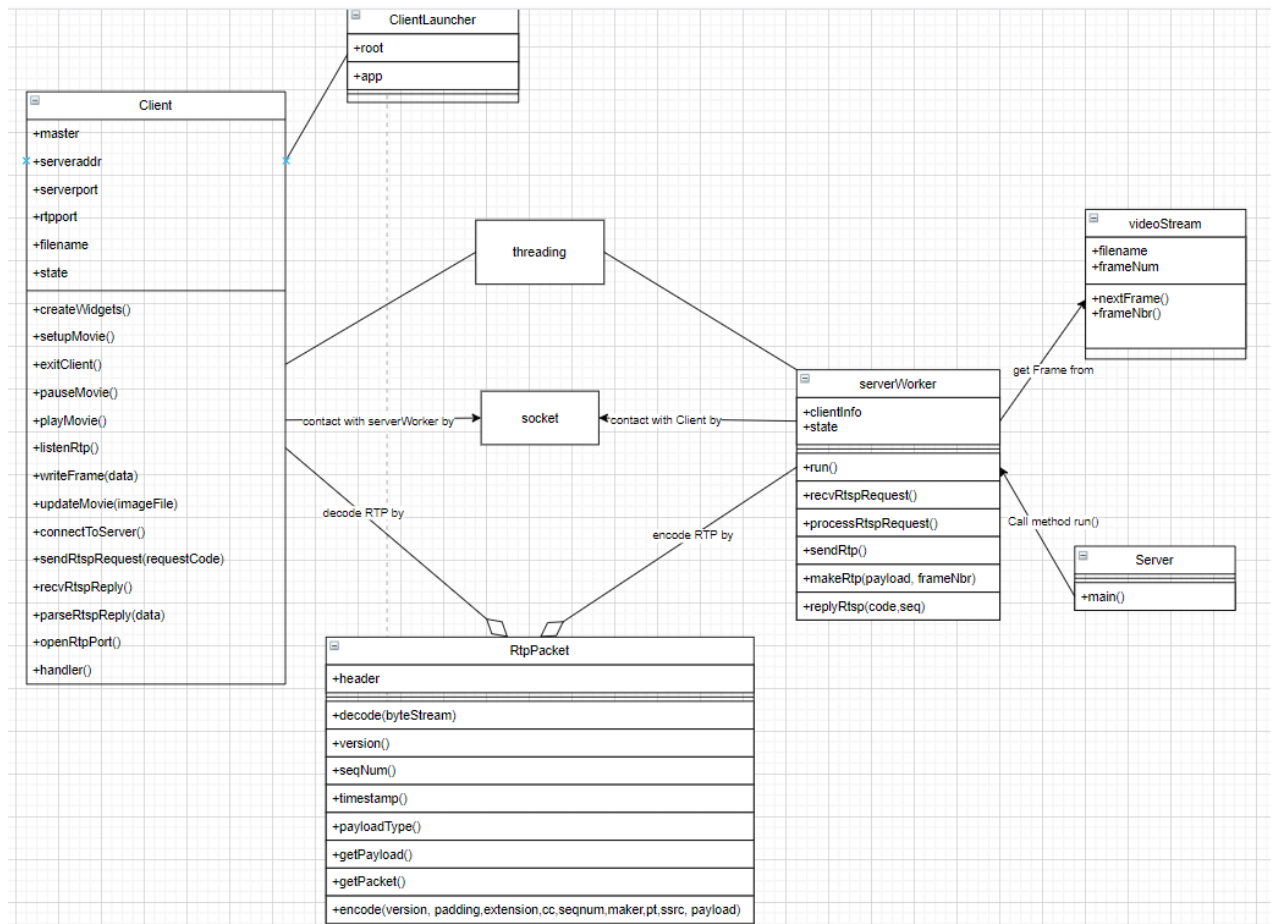 ClientLauncher
+root
+app
Client
+master
+serveraddr
+serverport
+rtpport
+filename
+state
+createWidgets()
+setupMovie()
+exitClient()
+pauseMovie()
+playMovie()
+listenRtp()
+writeFrame(data)
+updateMovie(imageFile)
+connectToServer()
+sendRtspRequest(requestCode)
+recvRtspReply()
+parseRtspReply(data)
+openRtpPort()
+handler()
threading
contact with serverWorker by
socket
contact with Client by
decode RTP by
encode RTP by
videoStream
+filename
+frameNum
+nextFrame()
+frameNbr()
get Frame from
serverWorker
+clientInfo
+state
+run()
+recvRtspRequest()
+processRtspRequest()
+sendRtp()
+makeRtp(payload, frameNbr)
+replyRtsp(code,seq)
Call method run()
Server
+main()
RtpPacket
+header
+decode(byteStream)
+version()
+seqNum()
+timestamp()
+payloadType()
+getPayload()
+getPacket()
+encode(version, padding,extension,cc,seqnum,maker,pt,ssrc, payload)